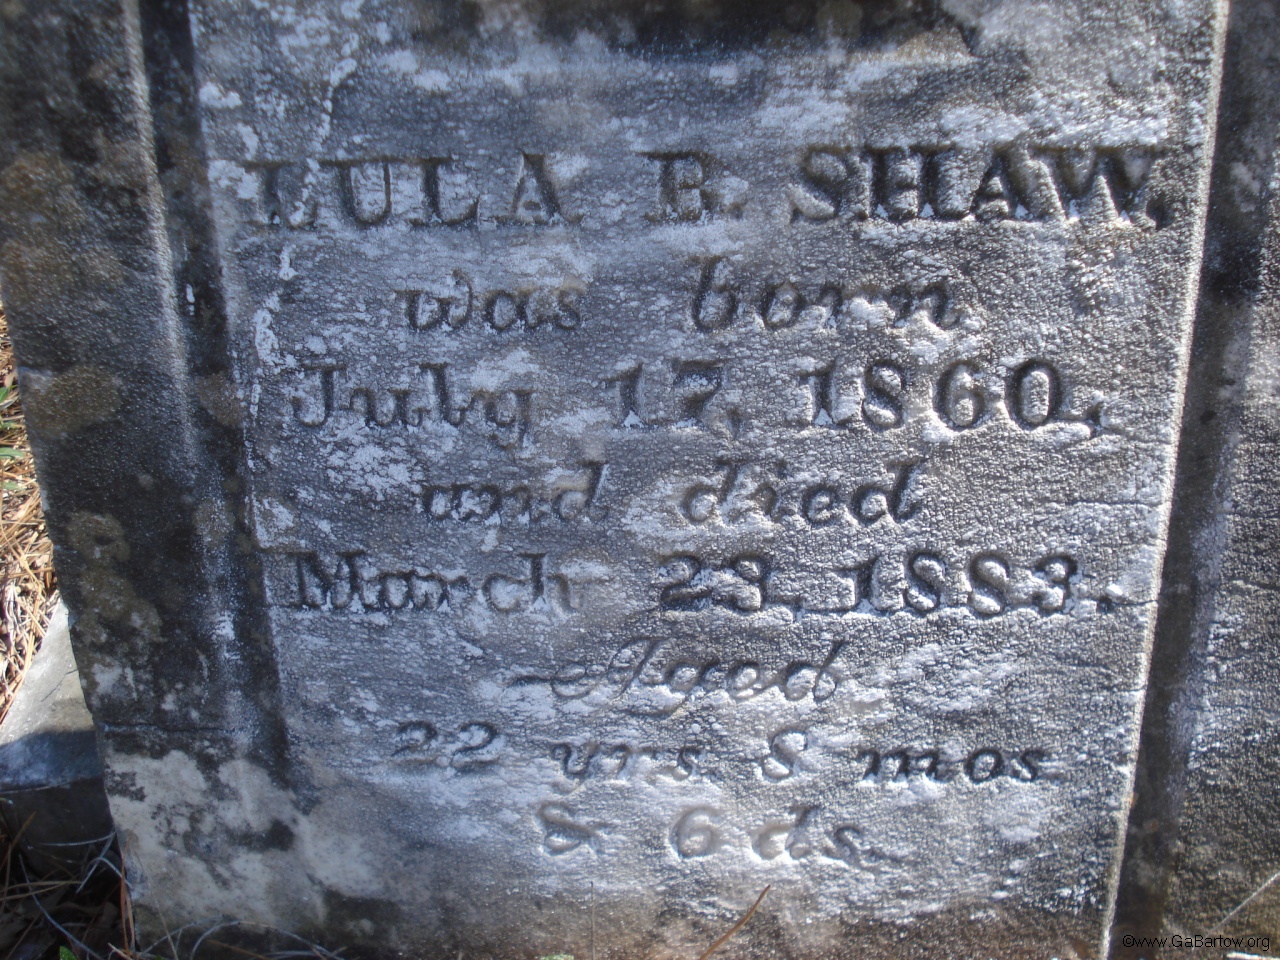 LULA B. SHAW,
was born
July 17, 1860,
and died
March 23, 1883.
Aged
22 yrs. 8 mos
& 6 ds.
©www.GaBartow.org